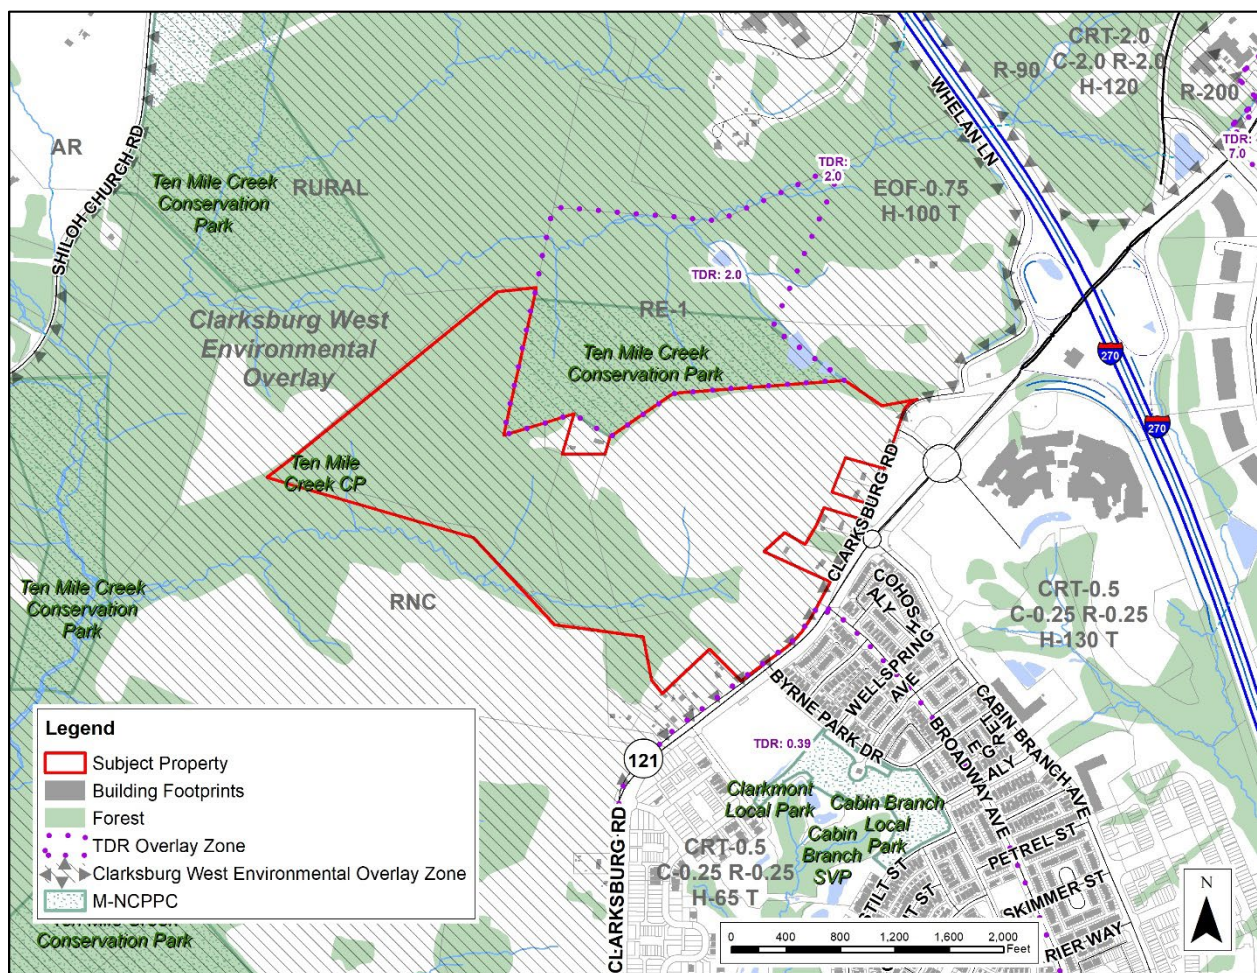 CRT-2.0
C-2.0 R-2.0
H-120
R-90
R-200
WHELAN LN
TDR:
7.0
AR
SHILOH CHURCH RD
Ten Mile Creek
Conservation
Park
RURAL
TDR:
2.0
EOF-0.75
H-100 T
TDR: 2.0
RE-1
Clarksburg West
Environmental
Overlay
Ten Mile Creek
Conservation Park
270
270
Ten Mile
Creek CP
CLARKSBURG RD
Ten Mile Creek
Conservation
Park
RNC
COHOSH
ALY
CRT-0.5
C-0.25 R-0.25
H-130 T
WELLSPRING
AVE
G
EGRET
ALY
BYRNE PARK DR
BROADWAY AVE
CABIN BRANCH AVE
TDR: 0.39
121
Clarkmont
Local Park
Cabin Branch
Local
Park
Cabin
Branch
SVP
CLARKSBURG RD
CRT-0.5
C-0.25 R-0.25
H-65 T
PETREL ST
STILT ST
SKIMMER ST
RIER WAY
Legend
Subject Property
Building Footprints
Forest
TDR Overlay Zone
Clarksburg West Environmental Overlay Zone
M-NCPPC
Conservation Park
N
0 400 800 1,200 1,600 2,000
Feet